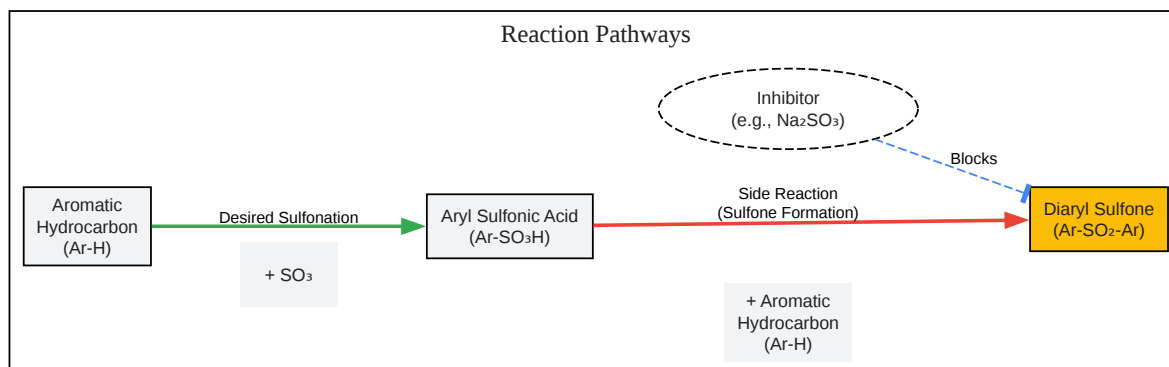 Reaction Pathways
Inhibitor
(e.g., Na₂SO₃)
Blocks
Aromatic
Hydrocarbon
(Ar-H)
Desired Sulfonation
+ SO₃
Aryl Sulfonic Acid
(Ar-SO₃H)
Side Reaction
(Sulfone Formation)
+ Aromatic
Hydrocarbon
(Ar-H)
Diaryl Sulfone
(Ar-SO₂-Ar)